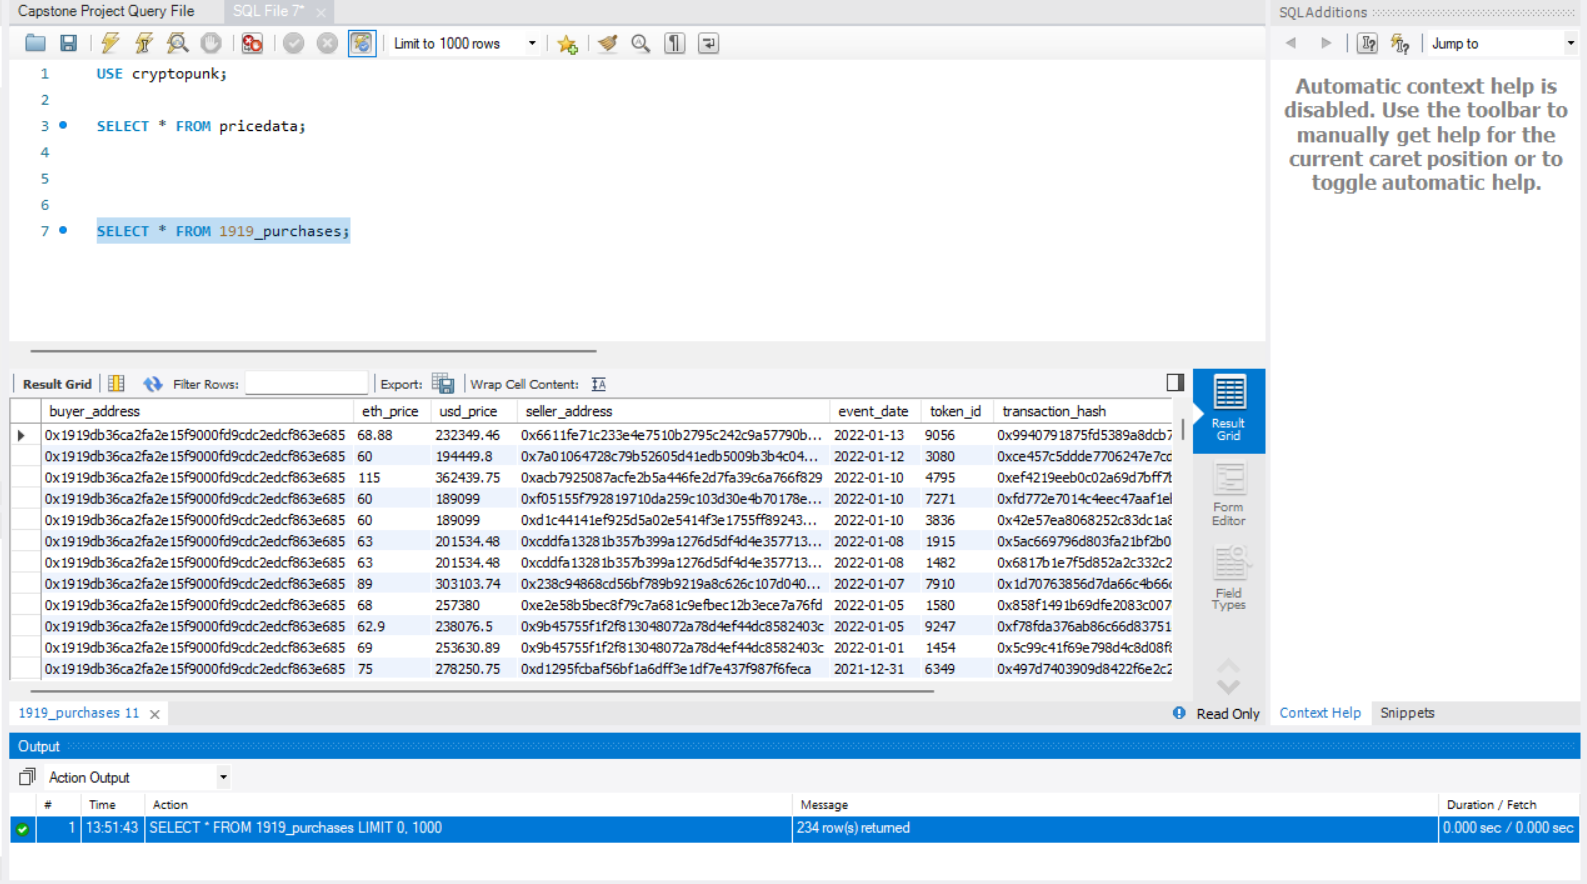 Capstone Project Query File
SQL File 7*
SQLAdditions
Limit to 1000 rows
Jump to
1 USE cryptopunk;
2
3 SELECT * FROM pricedata;
4
5
6
7 SELECT * FROM 1919_purchases;
Automatic context help is
disabled. Use the toolbar to
manually get help for the
current caret position or to
toggle automatic help.
Result Grid Filter Rows: Export: Wrap Cell Content:
buyer_address eth_price usd_price seller_address event_date token_id transaction_hash
0x1919db36ca2fa2e15f9000fd9cdc2edcf863e685 68.88 232349.46 0x6611fe71c233e4e7510b2795c242c9a57790b... 2022-01-13 9056 0x9940791875fd5389a8dcb7
0x1919db36ca2fa2e15f9000fd9cdc2edcf863e685 60 194449.8 0x7a01064728c79b52605d41edb5009b3b4c04... 2022-01-12 3080 0xce457c5ddde7706247e7cd
0x1919db36ca2fa2e15f9000fd9cdc2edcf863e685 115 362439.75 0xacb7925087acfe2b5a446fe2d7fa39c6a766f829 2022-01-10 4795 0xef4219eeb0c02a69d7bff7b
0x1919db36ca2fa2e15f9000fd9cdc2edcf863e685 60 189099 0xf05155f792819710da259c103d30e4b70178e... 2022-01-10 7271 0xfd772e7014c4eec47aaf1e
0x1919db36ca2fa2e15f9000fd9cdc2edcf863e685 60 189099 0xd1c44141ef925d5a02e5414f3e1755ff89243... 2022-01-10 3836 0x42e57ea8068252c83dc1a8
0x1919db36ca2fa2e15f9000fd9cdc2edcf863e685 63 201534.48 0xcddfa13281b357b399a1276d5df4d4e357713... 2022-01-08 1915 0x5ac669796d803fa21bf2b0
0x1919db36ca2fa2e15f9000fd9cdc2edcf863e685 63 201534.48 0xcddfa13281b357b399a1276d5df4d4e357713... 2022-01-08 1482 0x6817b1e7f5d852a2c332c2
0x1919db36ca2fa2e15f9000fd9cdc2edcf863e685 89 303103.74 0x238c94868cd56bf789b9219a8c626c107d040... 2022-01-07 7910 0x1d70763856d7da66c4b66
0x1919db36ca2fa2e15f9000fd9cdc2edcf863e685 68 257380 0xe2e58b5bec8f79c7a681c9efbec12b3ece7a76fd 2022-01-05 1580 0x858f1491b69dfe2083c007
0x1919db36ca2fa2e15f9000fd9cdc2edcf863e685 62.9 238076.5 0x9b45755f1f2f813048072a78d4ef44dc8582403c 2022-01-05 9247 0xf78fda376ab86c66d83751
0x1919db36ca2fa2e15f9000fd9cdc2edcf863e685 69 253630.89 0x9b45755f1f2f813048072a78d4ef44dc8582403c 2022-01-01 1454 0x5c99c41f69e798d4c8d08f
0x1919db36ca2fa2e15f9000fd9cdc2edcf863e685 75 278250.75 0xd1295fcbaf56bf1a6dff3e1df7e437f987f6feca 2021-12-31 6349 0x497d7403909d8422f6e2c2
Result
Grid
Form
Editor
Field
Types
1919_purchases 11
Read Only
Context Help Snippets
Output
Action Output
# Time Action Message Duration / Fetch
1 13:51:43 SELECT * FROM 1919_purchases LIMIT 0, 1000 234 row(s) returned 0.000 sec / 0.000 sec